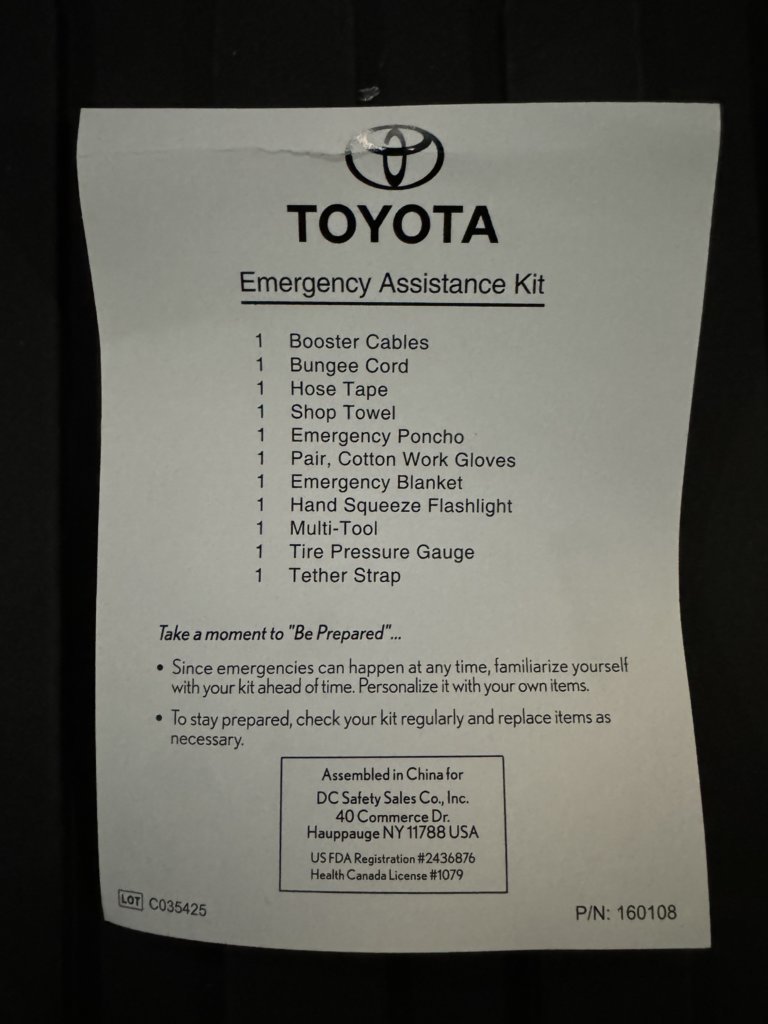 TOYOTA
Emergency Assistance Kit
1 Booster Cables
1 Bungee Cord
1 Hose Tape
1 Shop Towel
1 Emergency Poncho
1 Pair, Cotton Work Gloves
1 Emergency Blanket
1 Hand Squeeze Flashlight
1 Multi-Tool
1 Tire Pressure Gauge
1 Tether Strap
Take a moment to "Be Prepared"...
• Since emergencies can happen at any time, familiarize yourself
with your kit ahead of time. Personalize it with your own items.
• To stay prepared, check your kit regularly and replace items as
necessary.
Assembled in China for
DC Safety Sales Co., Inc.
40 Commerce Dr.
Hauppauge NY 11788 USA
US FDA Registration #2436876
Health Canada License #1079
LOT C035425
P/N: 160108